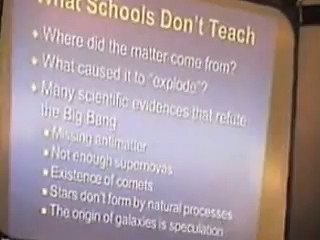 What Schools Don't Teach
Where did the matter come from?
What caused it to "explode"?
Many scientific evidences that refute
the Big Bang
Missing antimatter
Not enough supernovas
Existence of comets
Stars don't form by natural processes
The origin of galaxies is speculation